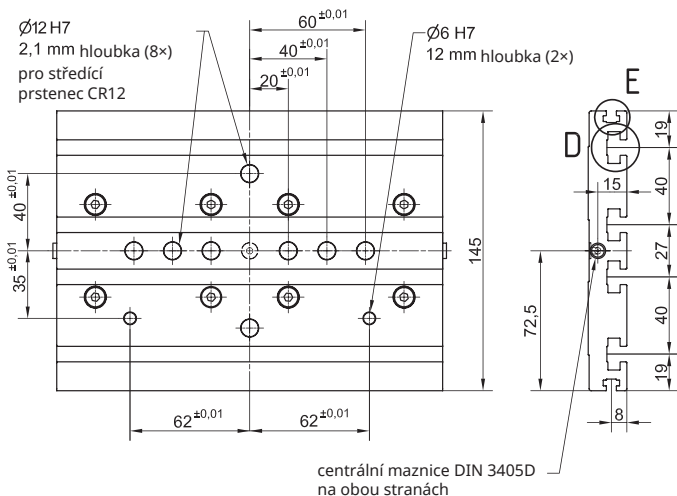 Ø12 H7
2,1 mm hloubka (8×)
pro středící
prstenec CR12
60±0,01
40±0,01
20±0,01
Ø6 H7
12 mm hloubka (2×)
E
D
19
15
40
40±0,01
35±0,01
145
27
72,5
40
19
8
62±0,01
62±0,01
centrální maznice DIN 3405D
na obou stranách